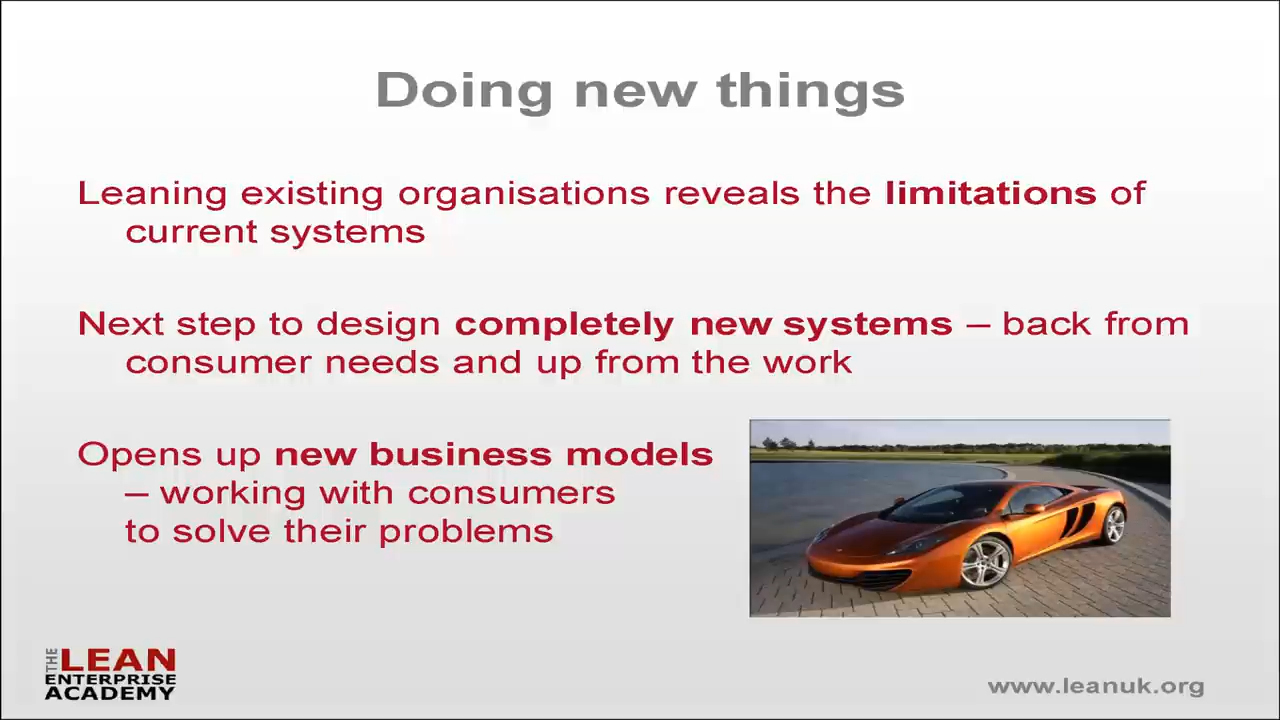 Doing new things
Leaning existing organisations reveals the limitations of
current systems
Next step to design completely new systems – back from
consumer needs and up from the work
Opens up new business models
– working with consumers
to solve their problems
THE LEAN
ENTERPRISE
ACADEMY
www.leanuk.org